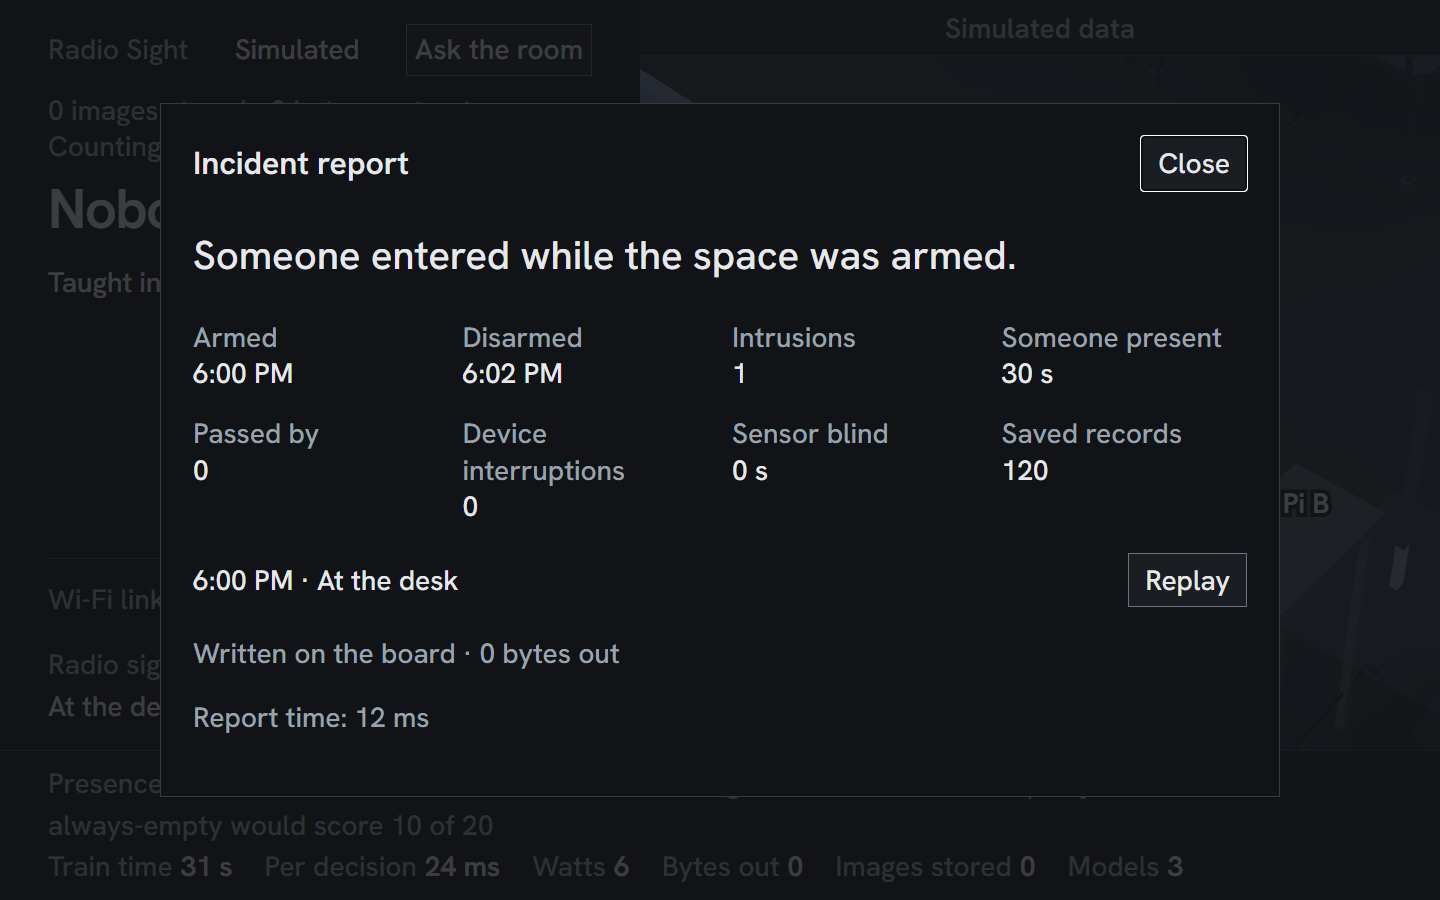 Radio Sight Simulated Ask the room
Simulated data
0 images
Counting
Taught in
Incident report
Close
Someone entered while the space was armed.
Armed
6:00 PM
Disarmed
6:02 PM
Intrusions
1
Someone present
30 s
Passed by
0
Device
interruptions
0
Sensor blind
0 s
Saved records
120
6:00 PM · At the desk
Replay
Written on the board · 0 bytes out
Report time: 12 ms
Pi B
Wi-Fi link
Radio sig
At the de
Presence
always-empty would score 10 of 20
Train time 31 s Per decision 24 ms Watts 6 Bytes out 0 Images stored 0 Models 3